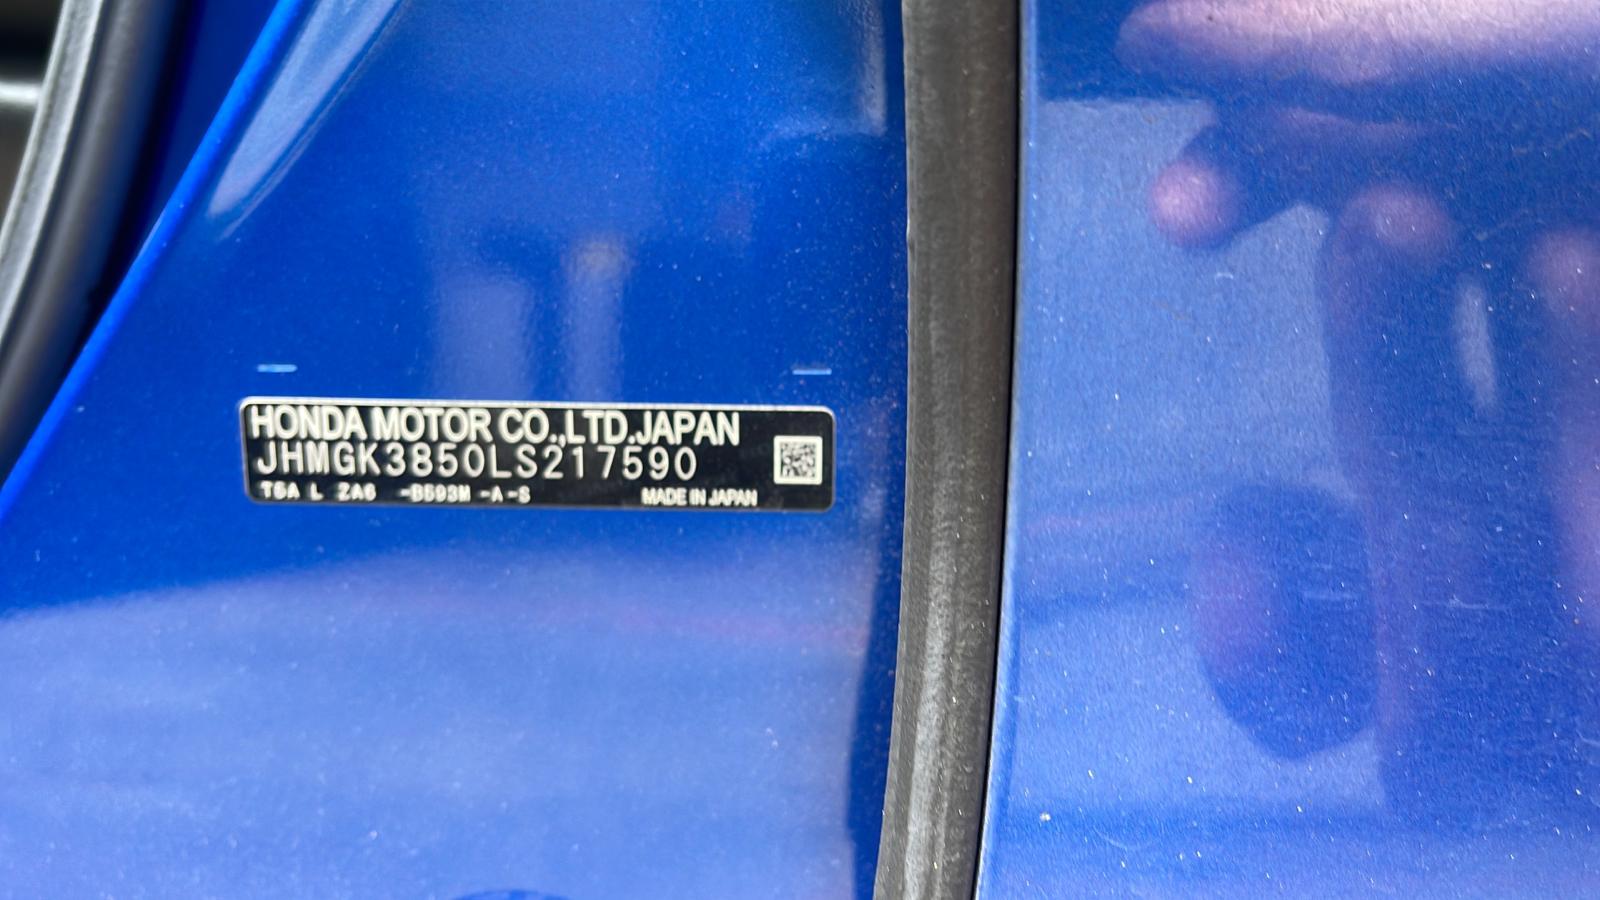 HONDA MOTOR CO.,LTD.JAPAN
JHMGK3850LS217590
T5A L ZA6 -B593M -A-S
MADE IN JAPAN